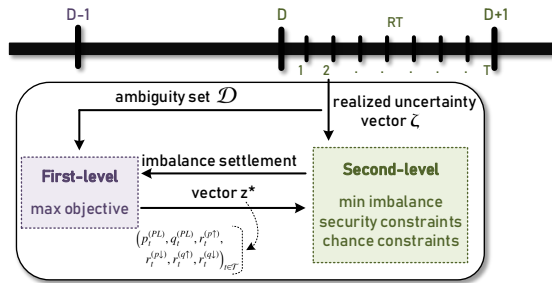 D-1 D RT D+1
1 2 . . . . . T
ambiguity set 𝒟
realized uncertainty
vector ζ
First-level
max objective
imbalance settlement
vector z*
Second-level
min imbalance
security constraints
chance constraints
(p_t^{(PL)}, q_t^{(PL)}, r_t^{(p↑)},
r_t^{(p↓)}, r_t^{(q↑)}, r_t^{(q↓)})_{t∈𝒯}